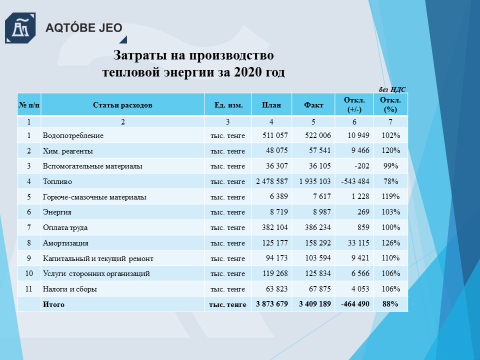 AQTÓBE JEO
Затраты на производство
тепловой энергии за 2020 год
без НДС
№ п/п Статьи расходов Ед. изм. План Факт Откл. (+/-) Откл. (%)
1 2 3 4 5 6 7
1 Водопотребление тыс. тенге 511 057 522 006 10 949 102%
2 Хим. реагенты тыс. тенге 48 075 57 541 9 466 120%
3 Вспомогательные материалы тыс. тенге 36 307 36 105 -202 99%
4 Топливо тыс. тенге 2 478 587 1 935 103 -543 484 78%
5 Горюче-смазочные материалы тыс. тенге 6 389 7 617 1 228 119%
6 Энергия тыс. тенге 8 719 8 987 269 103%
7 Оплата труда тыс. тенге 382 104 386 234 859 100%
8 Амортизация тыс. тенге 125 177 158 292 33 115 126%
9 Капитальный и текущий ремонт тыс. тенге 94 173 103 594 9 421 110%
10 Услуги сторонних организаций тыс. тенге 119 268 125 834 6 566 106%
11 Налоги и сборы тыс. тенге 63 823 67 875 4 053 106%
Итого тыс. тенге 3 873 679 3 409 189 -464 490 88%